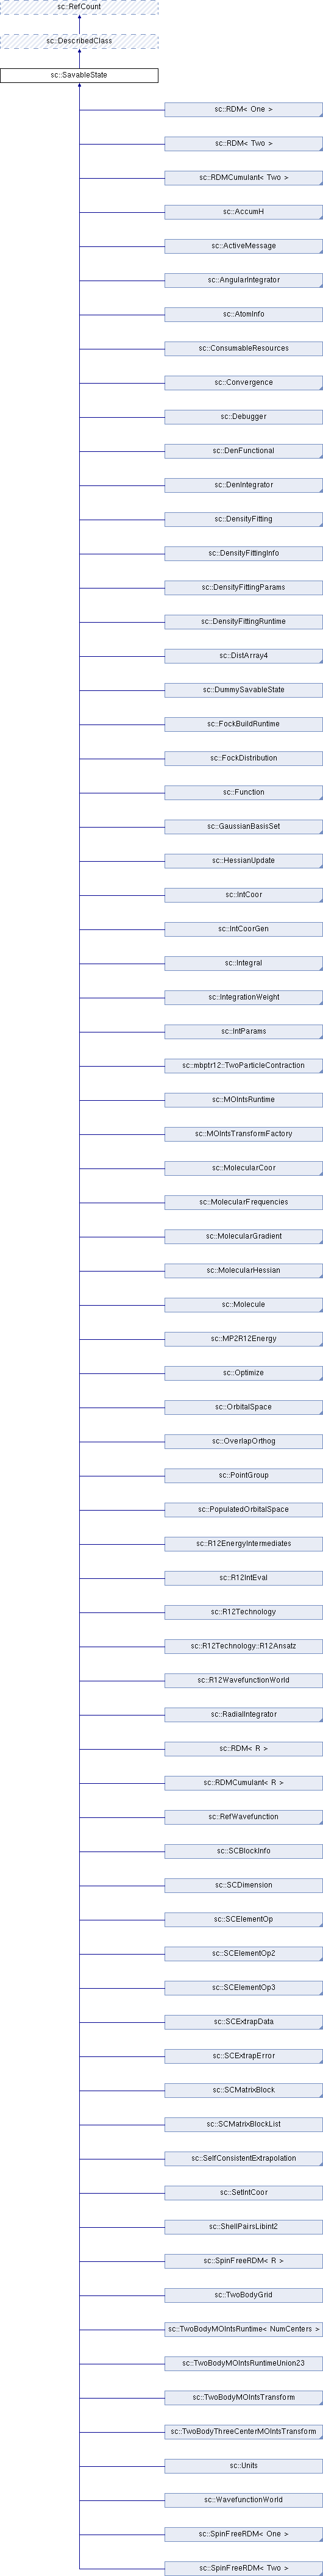 sc::RefCount
sc::DescribedClass
sc::SavableState
sc::RDM< One >
sc::RDM< Two >
sc::RDMCumulant< Two >
sc::AccumH
sc::ActiveMessage
sc::AngularIntegrator
sc::AtomInfo
sc::ConsumableResources
sc::Convergence
sc::Debugger
sc::DenFunctional
sc::DenIntegrator
sc::DensityFitting
sc::DensityFittingInfo
sc::DensityFittingParams
sc::DensityFittingRuntime
sc::DistArray4
sc::DummySavableState
sc::FockBuildRuntime
sc::FockDistribution
sc::Function
sc::GaussianBasisSet
sc::HessianUpdate
sc::IntCoor
sc::IntCoorGen
sc::Integral
sc::IntegrationWeight
sc::IntParams
sc::mbptr12::TwoParticleContraction
sc::MOIntsRuntime
sc::MOIntsTransformFactory
sc::MolecularCoor
sc::MolecularFrequencies
sc::MolecularGradient
sc::MolecularHessian
sc::Molecule
sc::MP2R12Energy
sc::Optimize
sc::OrbitalSpace
sc::OverlapOrthog
sc::PointGroup
sc::PopulatedOrbitalSpace
sc::R12EnergyIntermediates
sc::R12IntEval
sc::R12Technology
sc::R12Technology::R12Ansatz
sc::R12WavefunctionWorld
sc::RadialIntegrator
sc::RDM< R >
sc::RDMCumulant< R >
sc::RefWavefunction
sc::SCBlockInfo
sc::SCDimension
sc::SCElementOp
sc::SCElementOp2
sc::SCElementOp3
sc::SCExtrapData
sc::SCExtrapError
sc::SCMatrixBlock
sc::SCMatrixBlockList
sc::SelfConsistentExtrapolation
sc::SetIntCoor
sc::ShellPairsLibint2
sc::SpinFreeRDM< R >
sc::TwoBodyGrid
sc::TwoBodyMOIntsRuntime< NumCenters >
sc::TwoBodyMOIntsRuntimeUnion23
sc::TwoBodyMOIntsTransform
sc::TwoBodyThreeCenterMOIntsTransform
sc::Units
sc::WavefunctionWorld
sc::SpinFreeRDM< One >
sc::SpinFreeRDM< Two >